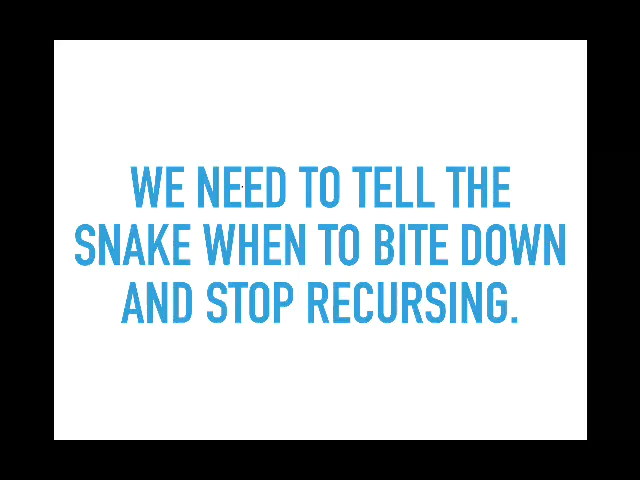 WE NEED TO TELL THE
SNAKE WHEN TO BITE DOWN
AND STOP RECURSING.